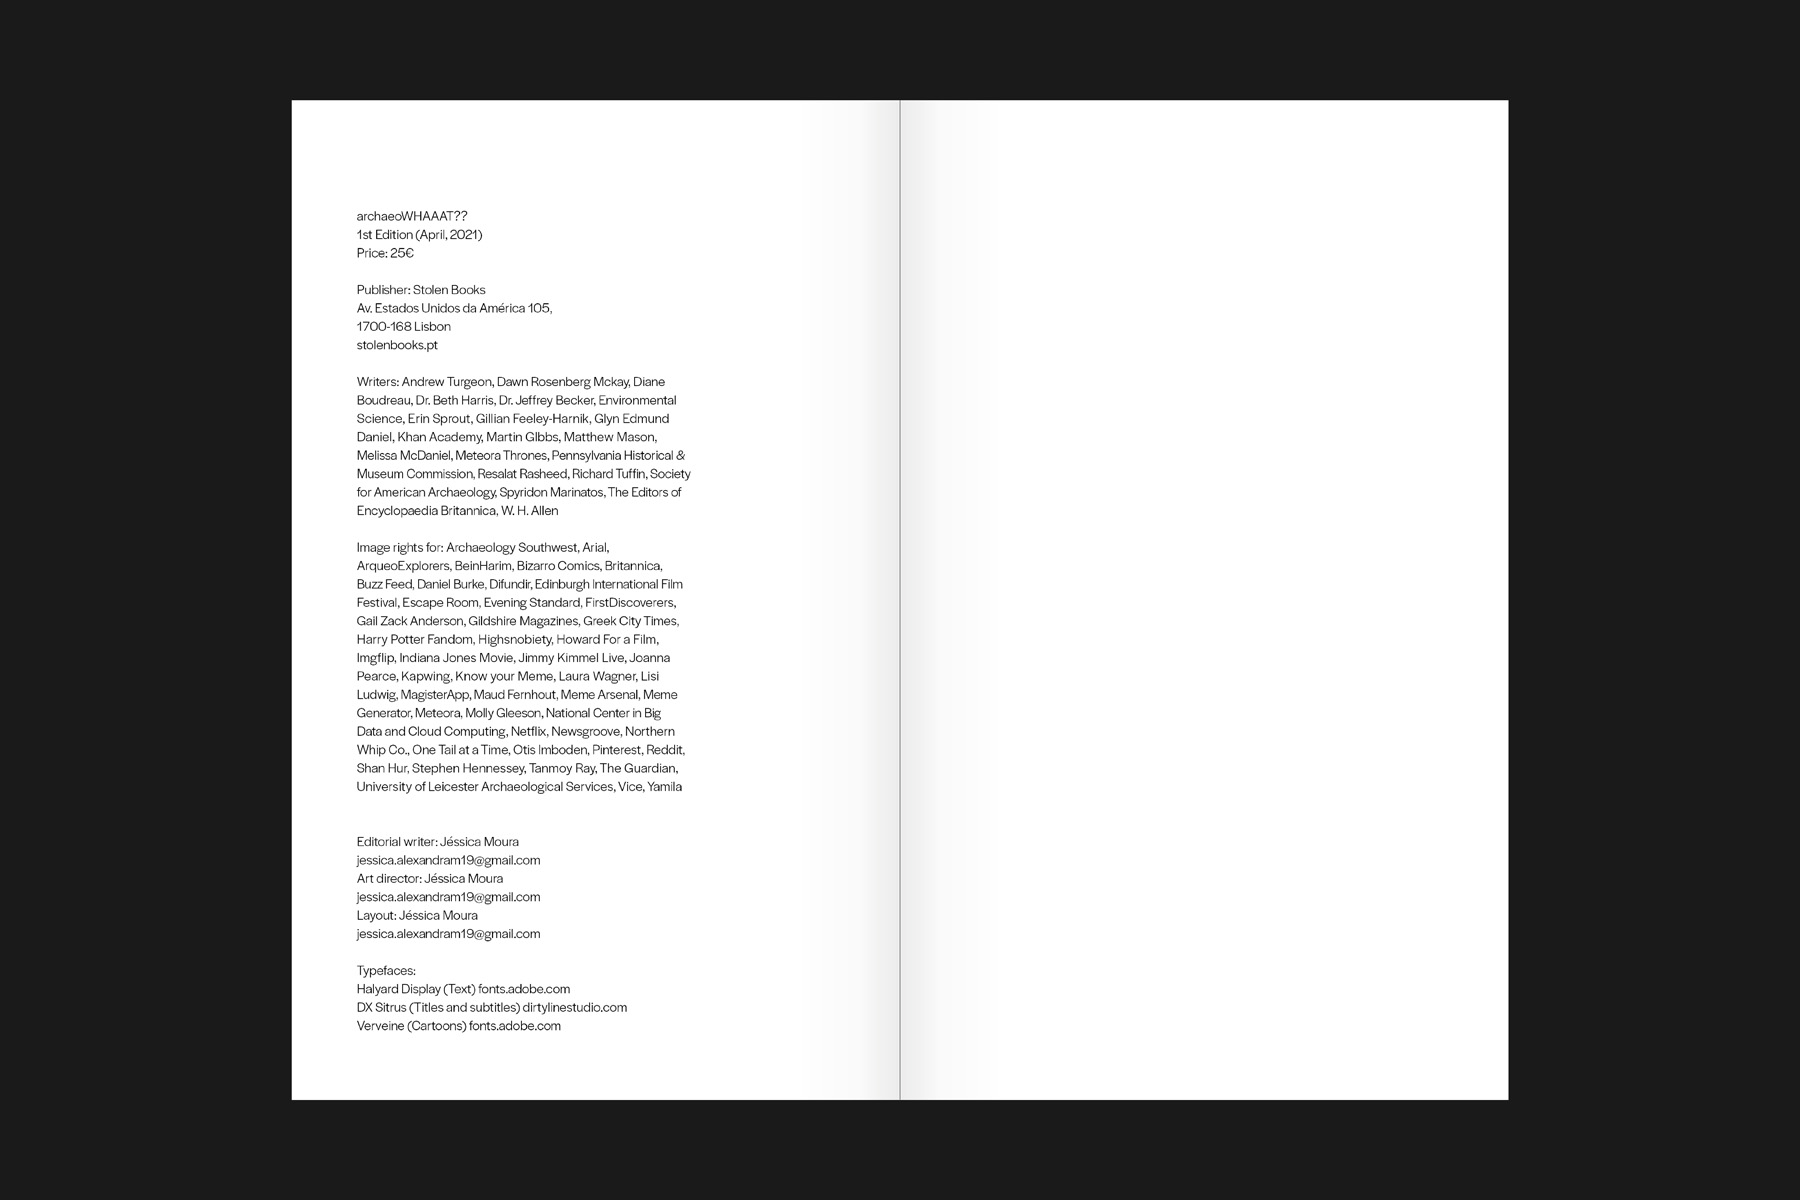 archaeoWHAAAT??
1st Edition (April, 2021)
Price: 25€
Publisher: Stolen Books
Av. Estados Unidos da América 105,
1700-168 Lisbon
stolenbooks.pt
Writers: Andrew Turgeon, Dawn Rosenberg Mckay, Diane
Boudreau, Dr. Beth Harris, Dr. Jeffrey Becker, Environmental
Science, Erin Sprout, Gillian Feeley-Harnik, Glyn Edmund
Daniel, Khan Academy, Martin GIbbs, Matthew Mason,
Melissa McDaniel, Meteora Thrones, Pennsylvania Historical &
Museum Commission, Resalat Rasheed, Richard Tuffin, Society
for American Archaeology, Spyridon Marinatos, The Editors of
Encyclopaedia Britannica, W. H. Allen
Image rights for: Archaeology Southwest, Arial,
ArqueoExplorers, BeinHarim, Bizarro Comics, Britannica,
Buzz Feed, Daniel Burke, Difundir, Edinburgh International Film
Festival, Escape Room, Evening Standard, FirstDiscoverers,
Gail Zack Anderson, Gildshire Magazines, Greek City Times,
Harry Potter Fandom, Highsnobiety, Howard For a Film,
Imgflip, Indiana Jones Movie, Jimmy Kimmel Live, Joanna
Pearce, Kapwing, Know your Meme, Laura Wagner, Lisi
Ludwig, MagisterApp, Maud Fernhout, Meme Arsenal, Meme
Generator, Meteora, Molly Gleeson, National Center in Big
Data and Cloud Computing, Netflix, Newsgroove, Northern
Whip Co., One Tail at a Time, Otis Imboden, Pinterest, Reddit,
Shan Hur, Stephen Hennessey, Tanmoy Ray, The Guardian,
University of Leicester Archaeological Services, Vice, Yamila
Editorial writer: Jéssica Moura
jessica.alexandram19@gmail.com
Art director: Jéssica Moura
jessica.alexandram19@gmail.com
Layout: Jéssica Moura
jessica.alexandram19@gmail.com
Typefaces:
Halyard Display (Text) fonts.adobe.com
DX Sitrus (Titles and subtitles) dirtylinestudio.com
Verveine (Cartoons) fonts.adobe.com